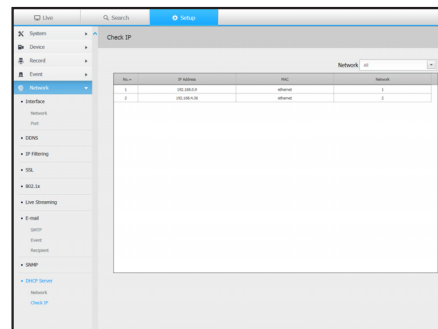 Live
Search
Setup
System
Device
Record
Event
Network
Interface
Network
Port
DDNS
IP Filtering
SSL
802.1x
Live Streaming
E-mail
SMTP
Event
Recipient
SNMP
DHCP Server
Network
Check IP
Check IP
Network All
No. IP Address MAC Network
1 192.168.0.9 ethernet 1
2 192.168.4.36 ethernet 2